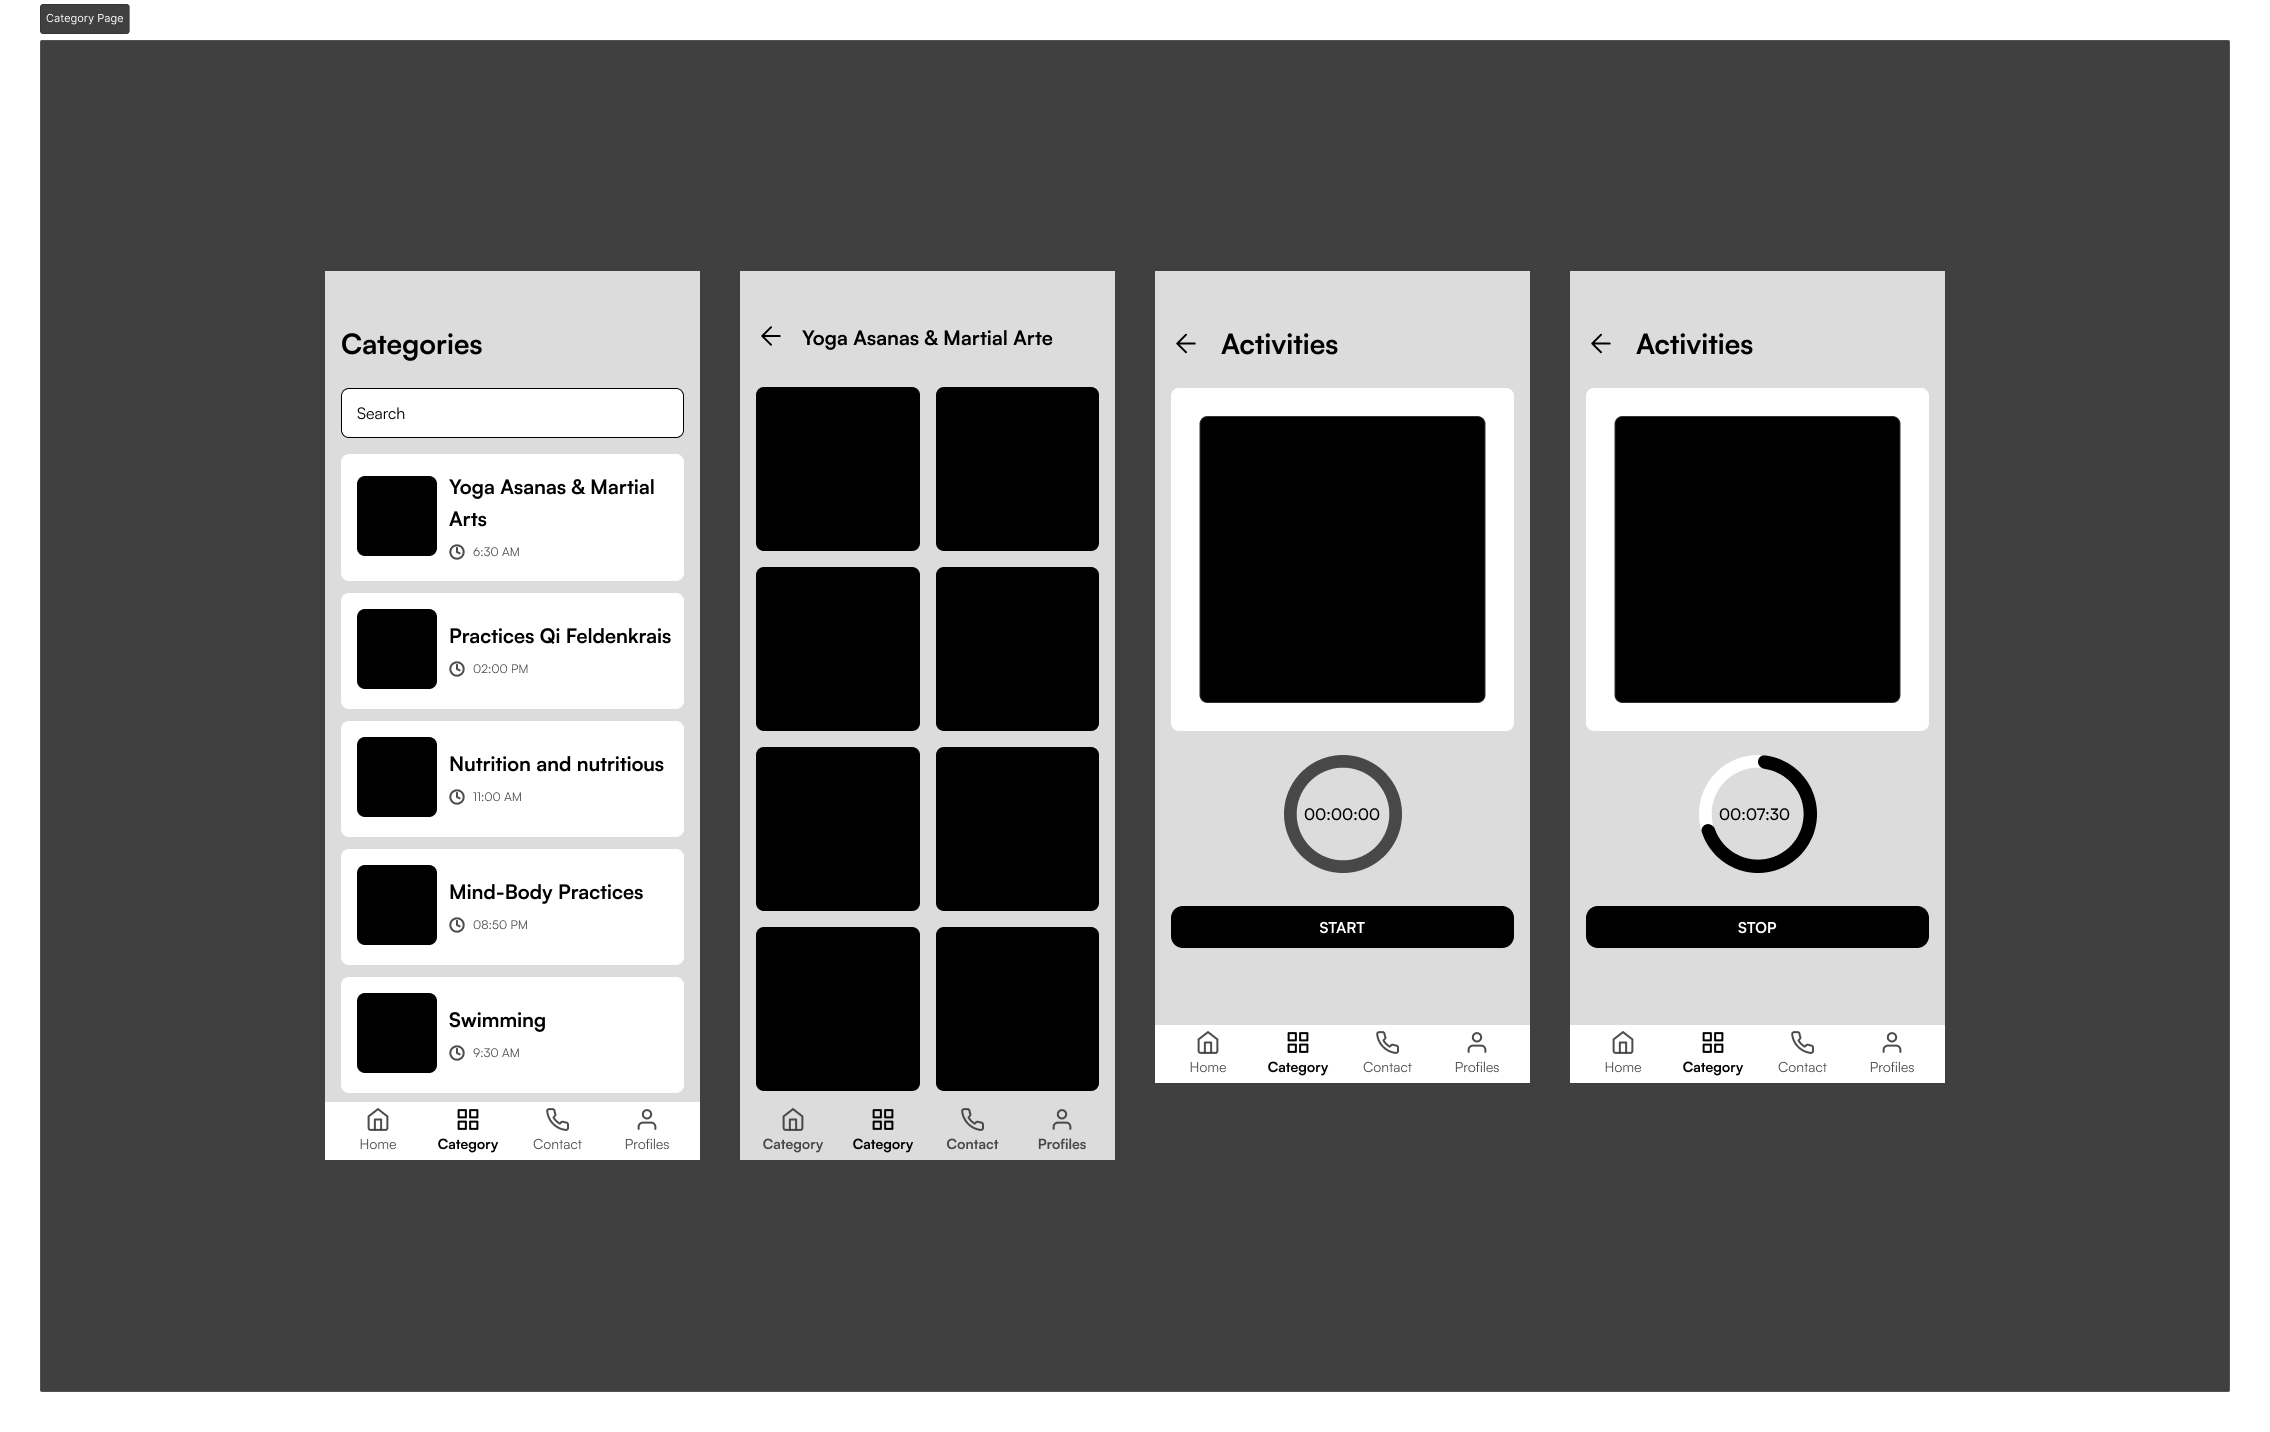 Category Page
Categories
Search
Yoga Asanas & Martial
Arts
6:30 AM
Practices Qi Feldenkrais
02:00 PM
Nutrition and nutritious
11:00 AM
Mind-Body Practices
08:50 PM
Swimming
9:30 AM
Home Category Contact Profiles
Yoga Asanas & Martial Arte
Category Category Contact Profiles
Activities
00:00:00
START
Home Category Contact Profiles
Activities
00:07:30
STOP
Home Category Contact Profiles